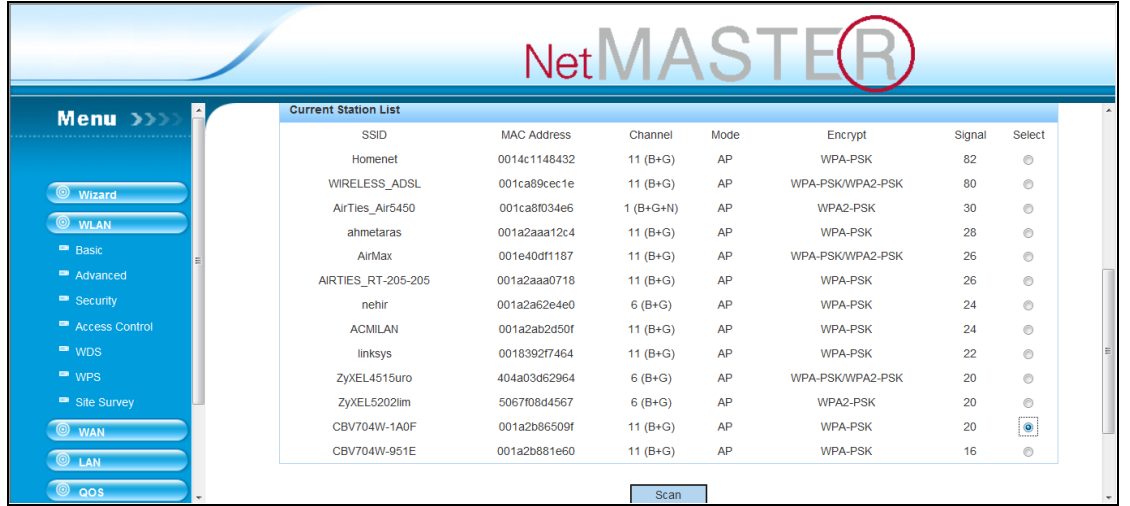 NetMASTER
Menu
Wizard
WLAN
Basic
Advanced
Security
Access Control
WDS
WPS
Site Survey
WAN
LAN
QOS
Current Station List
SSID MAC Address Channel Mode Encrypt Signal Select
Homenet 0014c1148432 11 (B+G) AP WPA-PSK 82
WIRELESS_ADSL 001ca89cec1e 11 (B+G) AP WPA-PSK/WPA2-PSK 80
AirTies_Air5450 001ca8f034e6 1 (B+G+N) AP WPA2-PSK 30
ahmetaras 001a2aaa12c4 11 (B+G) AP WPA-PSK 28
AirMax 001e40df1187 11 (B+G) AP WPA-PSK/WPA2-PSK 26
AIRTIES_RT-205-205 001a2aaa0718 11 (B+G) AP WPA-PSK 26
nehir 001a2a62e4e0 6 (B+G) AP WPA-PSK 24
ACMILAN 001a2ab2d50f 11 (B+G) AP WPA-PSK 24
linksys 0018392f7464 11 (B+G) AP WPA-PSK 22
ZyXEL4515uro 404a03d62964 6 (B+G) AP WPA-PSK/WPA2-PSK 20
ZyXEL5202lim 5067f08d4567 6 (B+G) AP WPA2-PSK 20
CBV704W-1A0F 001a2b86509f 11 (B+G) AP WPA-PSK 20
CBV704W-951E 001a2b881e60 11 (B+G) AP WPA-PSK 16
Scan